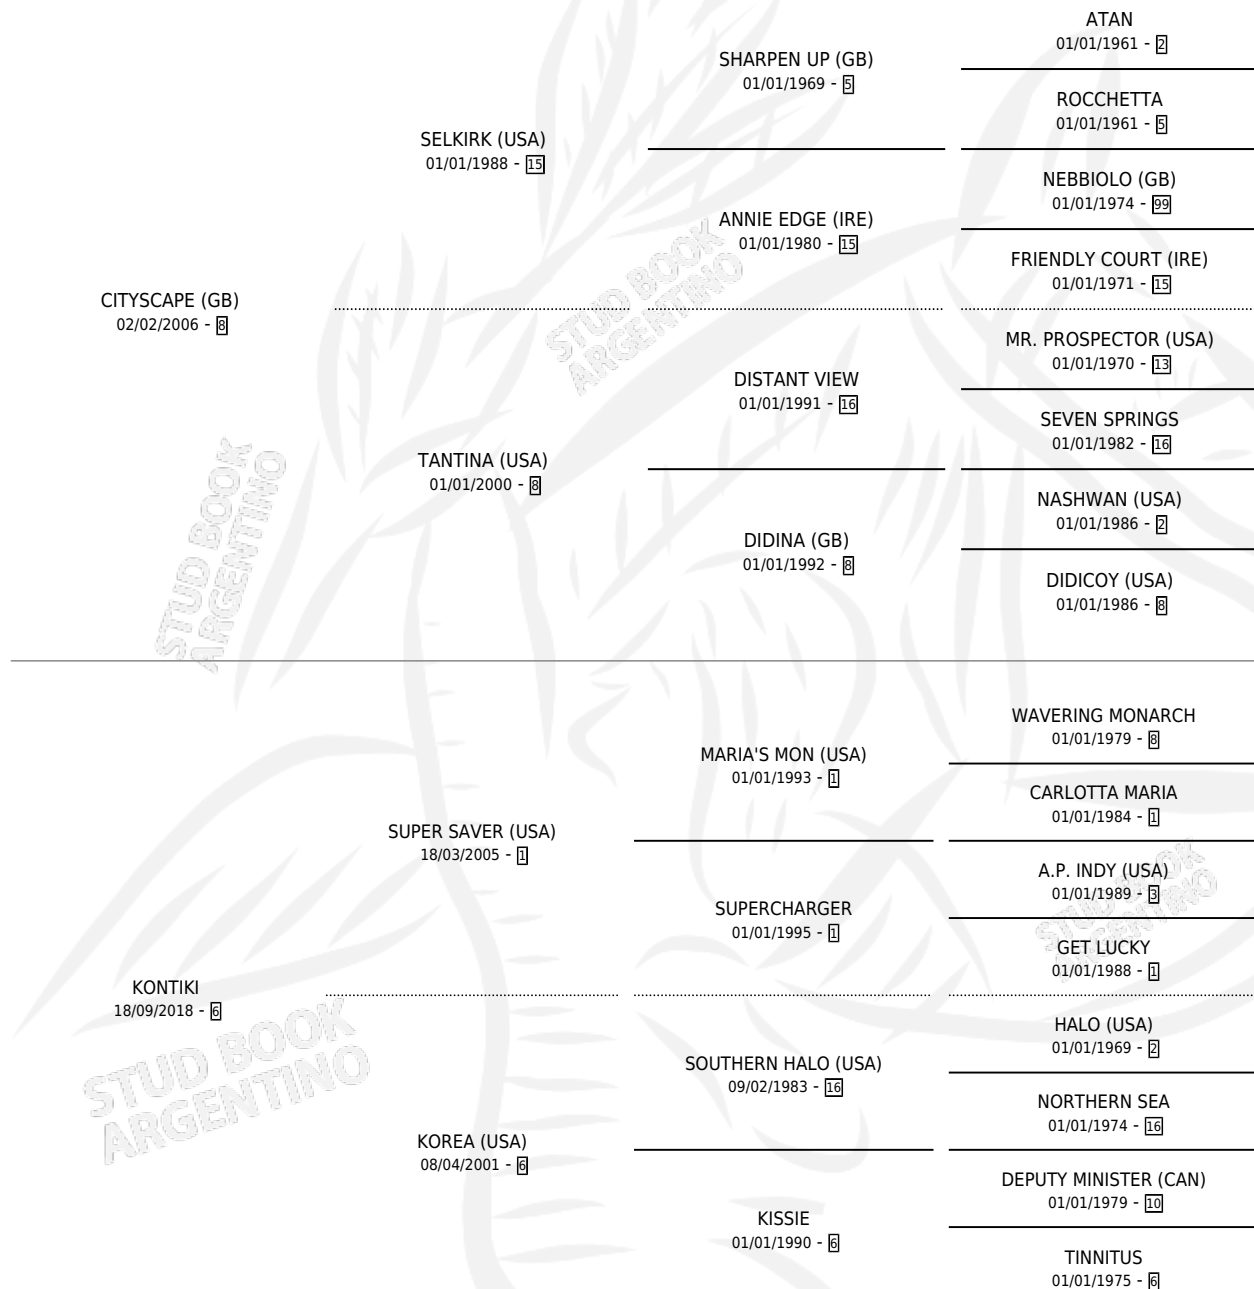 CITYSCAPE (GB)
02/02/2006 - 8
SELKIRK (USA)
01/01/1988 - 15
SHARPEN UP (GB)
01/01/1969 - 5
ATAN
01/01/1961 - 2
ROCCHETTA
01/01/1961 - 5
ANNIE EDGE (IRE)
01/01/1980 - 15
NEBBIOLO (GB)
01/01/1974 - 99
FRIENDLY COURT (IRE)
01/01/1971 - 15
TANTINA (USA)
01/01/2000 - 8
DISTANT VIEW
01/01/1991 - 16
MR. PROSPECTOR (USA)
01/01/1970 - 13
SEVEN SPRINGS
01/01/1982 - 16
DIDINA (GB)
01/01/1992 - 8
NASHWAN (USA)
01/01/1986 - 2
DIDICOY (USA)
01/01/1986 - 8
KONTIKI
18/09/2018 - 6
SUPER SAVER (USA)
18/03/2005 - 1
MARIA'S MON (USA)
01/01/1993 - 1
WAVERING MONARCH
01/01/1979 - 8
CARLOTTA MARIA
01/01/1984 - 1
SUPERCHARGER
01/01/1995 - 1
A.P. INDY (USA)
01/01/1989 - 3
GET LUCKY
01/01/1988 - 1
KOREA (USA)
08/04/2001 - 6
SOUTHERN HALO (USA)
09/02/1983 - 16
HALO (USA)
01/01/1969 - 2
NORTHERN SEA
01/01/1974 - 16
KISSIE
01/01/1990 - 6
DEPUTY MINISTER (CAN)
01/01/1979 - 10
TINNITUS
01/01/1975 - 6
STUD BOOK
ARGENTINO
STUD BOOK
ARGENTINO
STUD BOOK
ARGENTINO
STUD BOOK
ARGENTINO